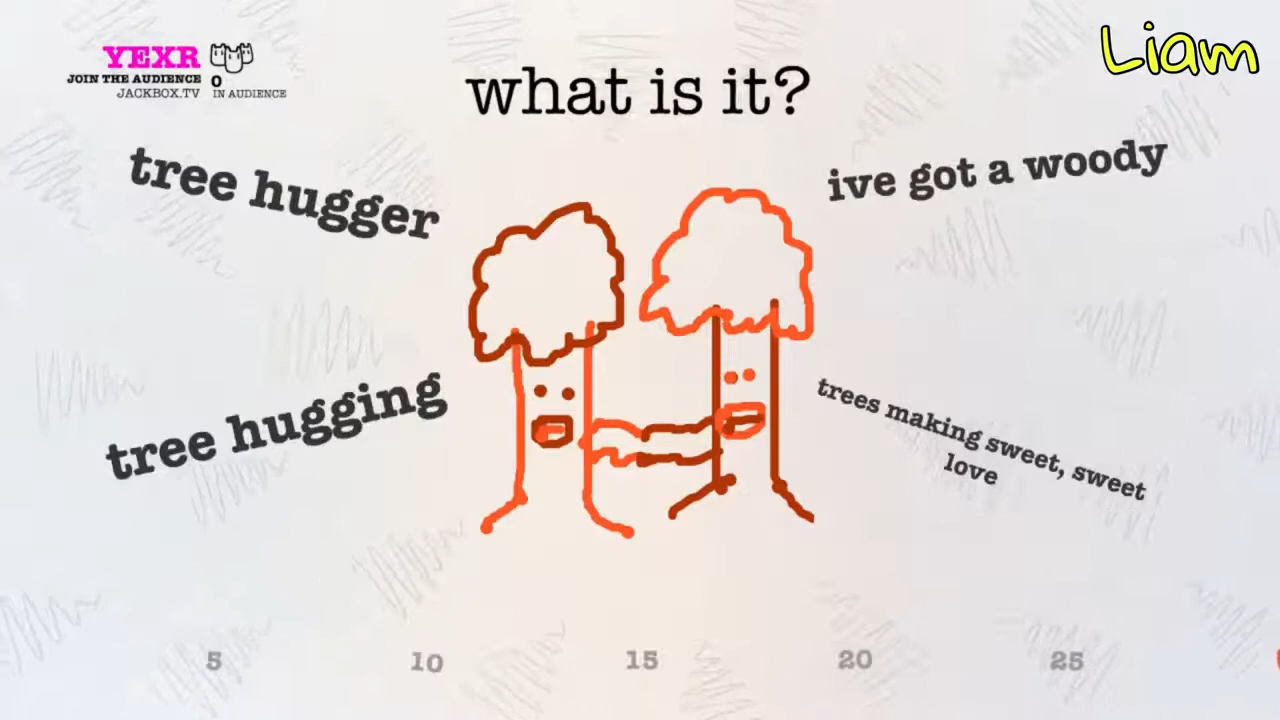 YEXR
JOIN THE AUDIENCE
JACKBOX.TV
0
IN AUDIENCE
what is it?
Liam
tree hugger
ive got a woody
tree hugging
trees making sweet, sweet
love
5 10 15 20 25